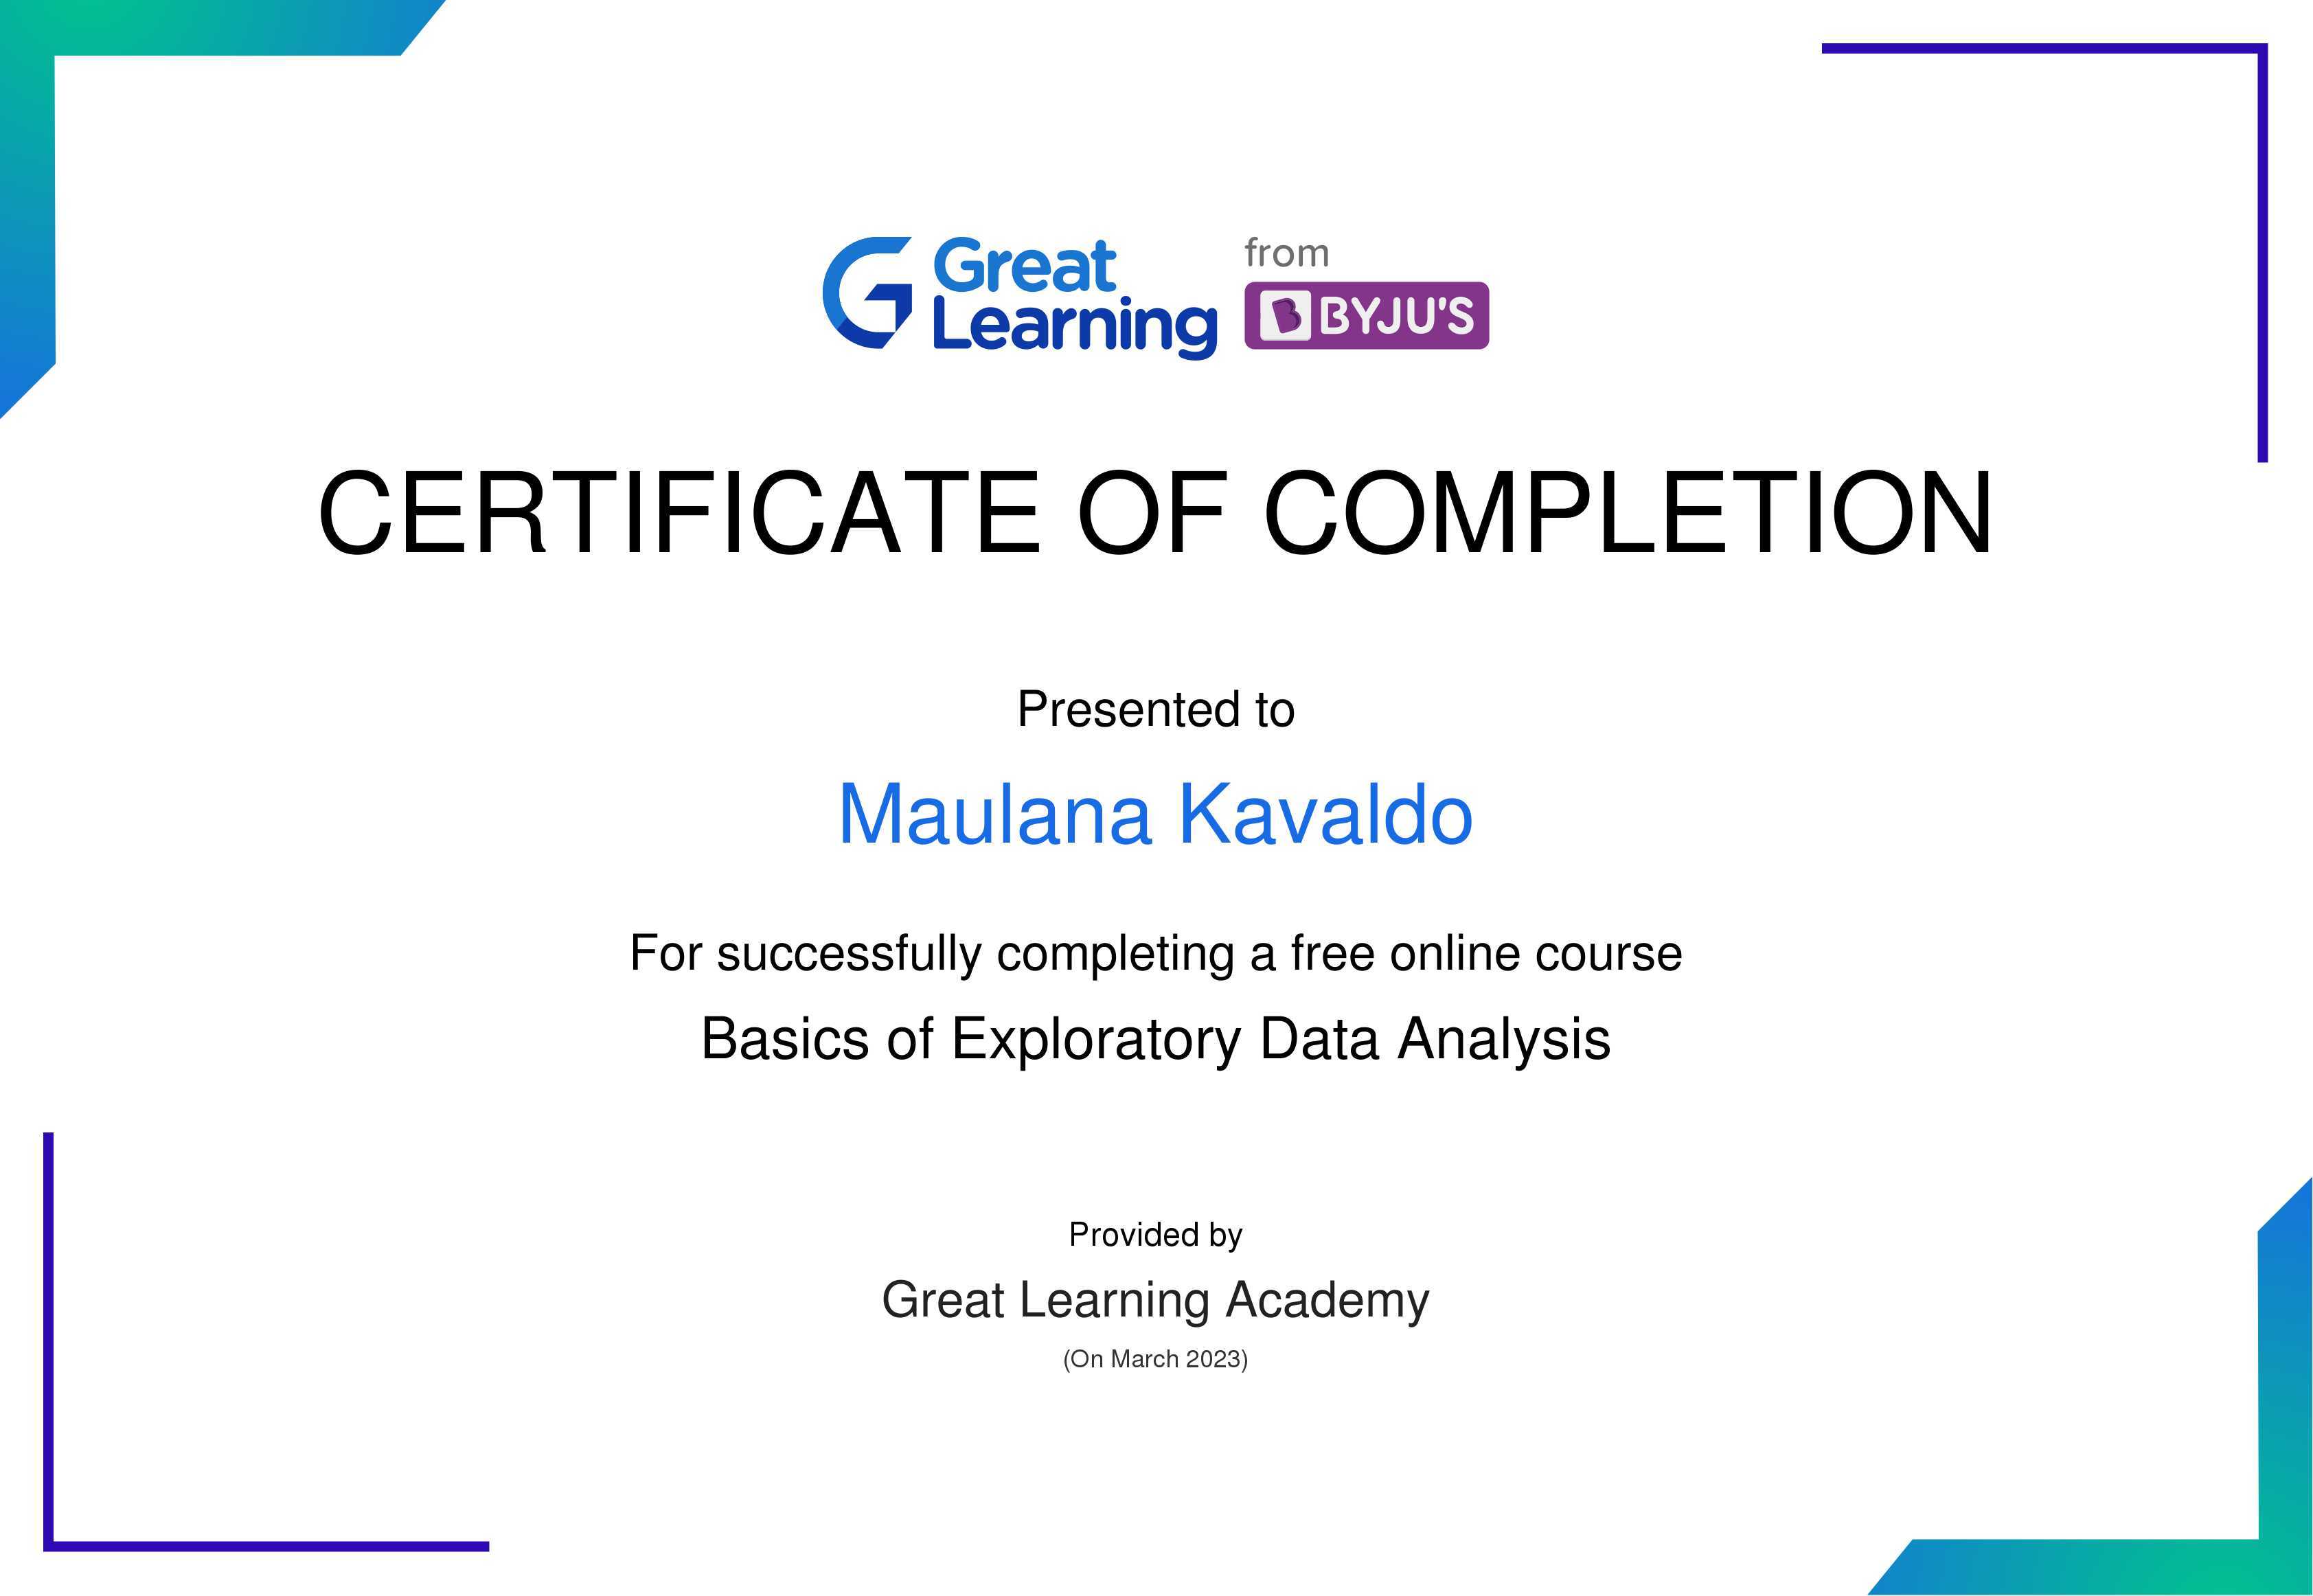 Great
Learning
from
BYJU'S
CERTIFICATE OF COMPLETION
Presented to
Maulana Kavaldo
For successfully completing a free online course
Basics of Exploratory Data Analysis
Provided by
Great Learning Academy
(On March 2023)